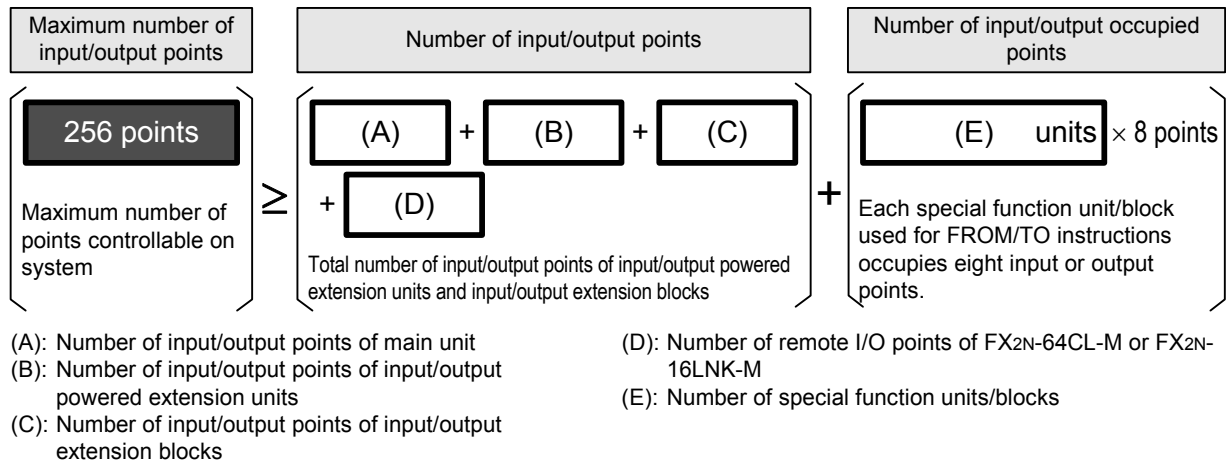 Maximum number of
input/output points
Number of input/output points
Number of input/output occupied
points
256 points
Maximum number of
points controllable on
system
≥
(A) + (B) + (C)
+ (D)
Total number of input/output points of input/output powered
extension units and input/output extension blocks
+
(E) units × 8 points
Each special function unit/block
used for FROM/TO instructions
occupies eight input or output
points.
(A): Number of input/output points of main unit
(B): Number of input/output points of input/output
powered extension units
(C): Number of input/output points of input/output
extension blocks
(D): Number of remote I/O points of FX2N-64CL-M or FX2N-
16LNK-M
(E): Number of special function units/blocks